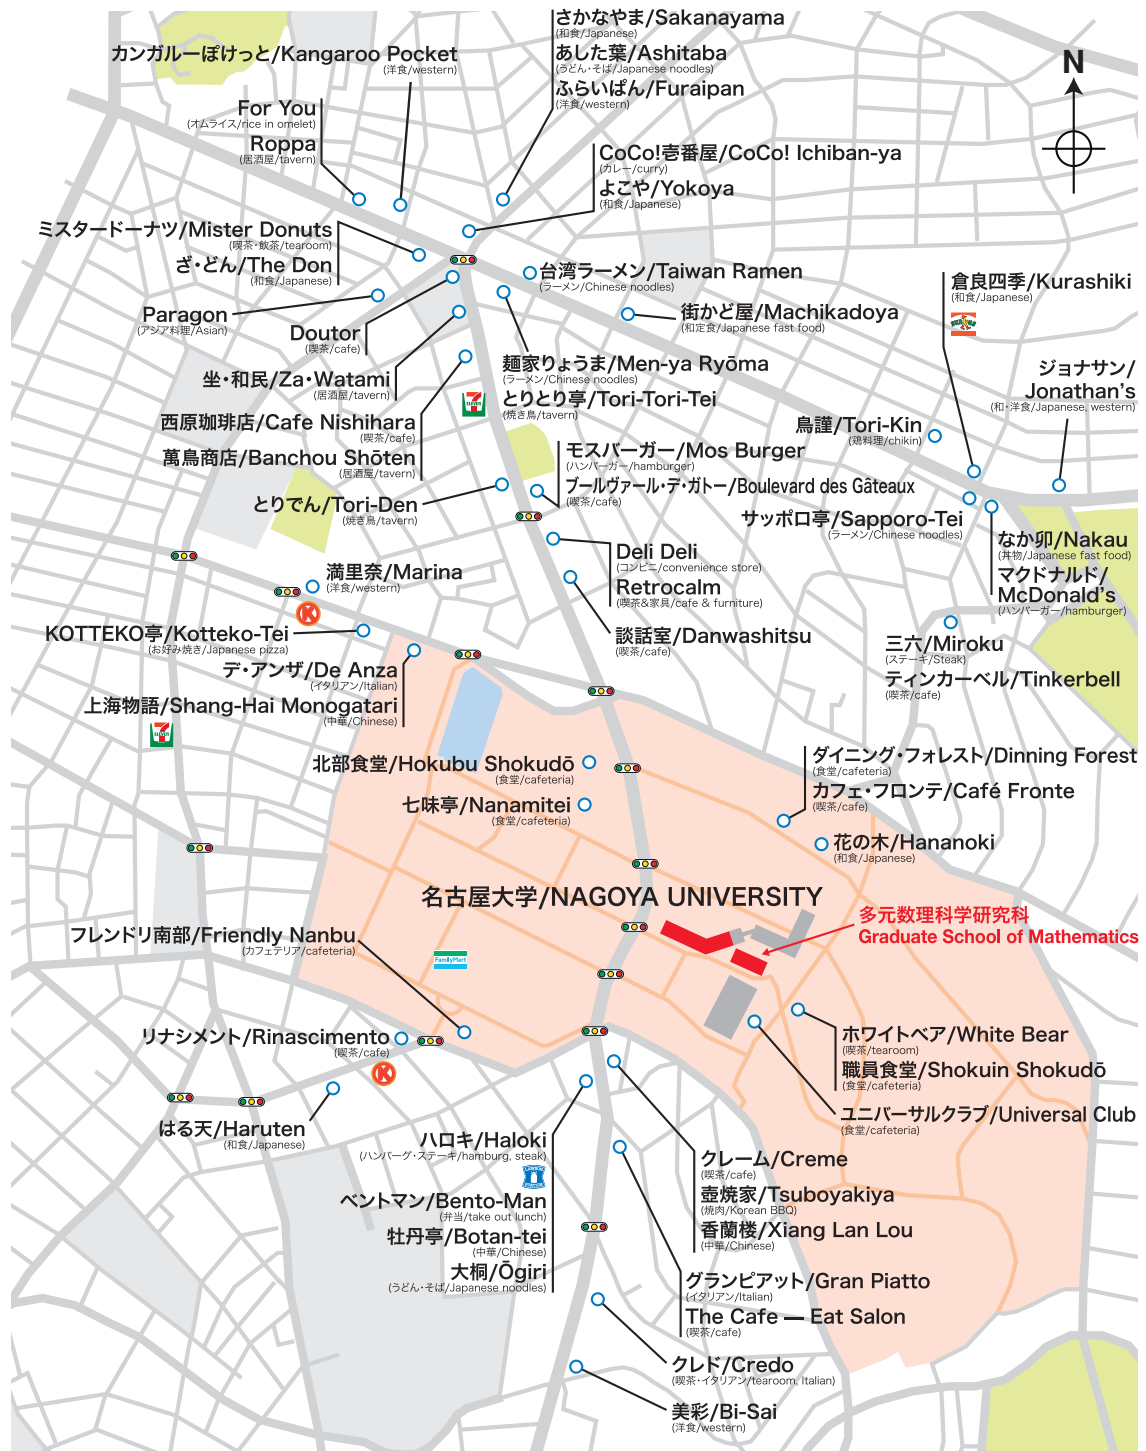 さかなやま/Sakanayama
(和食/Japanese)
あした葉/Ashitaba
(うどん・そば/Japanese noodles)
ふらいぱん/Furaipan
(洋食/western)
カンガルーぽけっと/Kangaroo Pocket
(洋食/western)
N
For You
(オムライス/rice in omelet)
Roppa
(居酒屋/tavern)
CoCo!壱番屋/CoCo! Ichiban-ya
(カレー/curry)
よこや/Yokoya
(和食/Japanese)
ミスタードーナツ/Mister Donuts
(喫茶・飲茶/tearoom)
ざ・どん/The Don
(和食/Japanese)
台湾ラーメン/Taiwan Ramen
(ラーメン/Chinese noodles)
倉良四季/Kurashiki
(和食/Japanese)
Paragon
(アジア料理/Asian)
街かど屋/Machikadoya
(和定食/Japanese fast food)
Doutor
(喫茶/cafe)
麺家りょうま/Men-ya Ryōma
(ラーメン/Chinese noodles)
とりとり亭/Tori-Tori-Tei
(焼き鳥/tavern)
ジョナサン/
Jonathan's
(和・洋食/Japanese, western)
坐・和民/Za・Watami
(居酒屋/tavern)
7
ELEVEN
西原珈琲店/Cafe Nishihara
(喫茶/cafe)
萬鳥商店/Banchou Shōten
(居酒屋/tavern)
鳥謹/Tori-Kin
(鶏料理/chikin)
モスバーガー/Mos Burger
(ハンバーガー/hamburger)
ブールヴァール・デ・ガトー/Boulevard des Gâteaux
(喫茶/cafe)
とりでん/Tori-Den
(焼き鳥/tavern)
サッポロ亭/Sapporo-Tei
(ラーメン/Chinese noodles)
なか卯/Nakau
(丼物/Japanese fast food)
マクドナルド/
McDonald's
(ハンバーガー/hamburger)
Deli Deli
(コンビニ/convenience store)
Retrocalm
(喫茶&家具/cafe & furniture)
満里奈/Marina
(洋食/western)
K
KOTTEKO亭/Kotteko-Tei
(お好み焼き/Japanese pizza)
談話室/Danwashitsu
(喫茶/cafe)
三六/Miroku
(ステーキ/Steak)
ティンカーベル/Tinkerbell
(喫茶/cafe)
デ・アンザ/De Anza
(イタリアン/Italian)
上海物語/Shang-Hai Monogatari
(中華/Chinese)
7
ELEVEN
北部食堂/Hokubu Shokudō
(食堂/cafeteria)
ダイニング・フォレスト/Dinning Forest
(食堂/cafeteria)
カフェ・フロンテ/Café Fronte
(喫茶/cafe)
七味亭/Nanamitei
(食堂/cafeteria)
花の木/Hananoki
(和食/Japanese)
名古屋大学/NAGOYA UNIVERSITY
多元数理科学研究科
Graduate School of Mathematics
フレンドリ南部/Friendly Nanbu
(カフェテリア/cafeteria)
FamilyMart
リナシメント/Rinascimento
(喫茶/cafe)
K
ホワイトベア/White Bear
(喫茶/tearoom)
職員食堂/Shokuin Shokudō
(食堂/cafeteria)
ユニバーサルクラブ/Universal Club
(食堂/cafeteria)
はる天/Haruten
(和食/Japanese)
ハロキ/Haloki
(ハンバーグ・ステーキ/hamburg, steak)
ベントマン/Bento-Man
(弁当/take out lunch)
牡丹亭/Botan-tei
(中華/Chinese)
大桐/Ōgiri
(うどん・そば/Japanese noodles)
クレーム/Creme
(喫茶/cafe)
壺焼家/Tsuboyakiya
(焼肉/Korean BBQ)
香蘭楼/Xiang Lan Lou
(中華/Chinese)
グランピアット/Gran Piatto
(イタリアン/Italian)
The Cafe — Eat Salon
(喫茶/cafe)
クレド/Credo
(喫茶・イタリアン/tearoom, Italian)
美彩/Bi-Sai
(洋食/western)